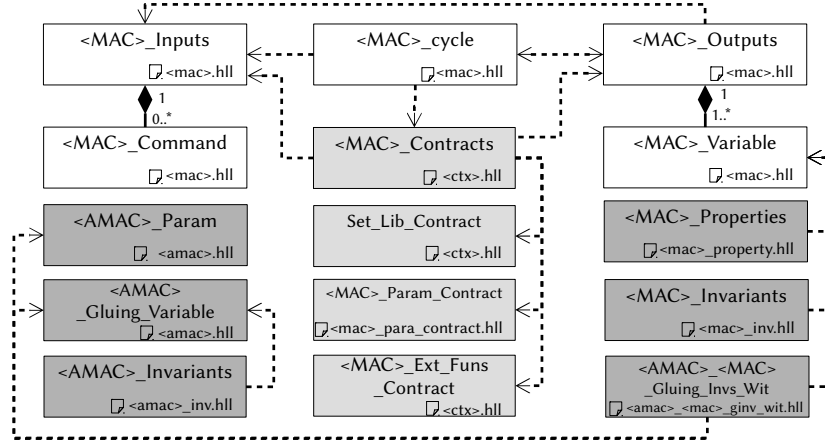 <MAC>_Inputs
<mac>.hll
<MAC>_cycle
<mac>.hll
<MAC>_Outputs
<mac>.hll
1
0..*
1
1..*
<MAC>_Command
<mac>.hll
<MAC>_Contracts
<ctx>.hll
<MAC>_Variable
<mac>.hll
<AMAC>_Param
<amac>.hll
Set_Lib_Contract
<ctx>.hll
<MAC>_Properties
<mac>_property.hll
<AMAC>
_Gluing_Variable
<amac>.hll
<MAC>_Param_Contract
<mac>_para_contract.hll
<MAC>_Invariants
<mac>_inv.hll
<AMAC>_Invariants
<amac>_inv.hll
<MAC>_Ext_Funs
_Contract
<ctx>.hll
<AMAC>_<MAC>
_Gluing_Invs_Wit
<amac>_<mac>_ginv_wit.hll